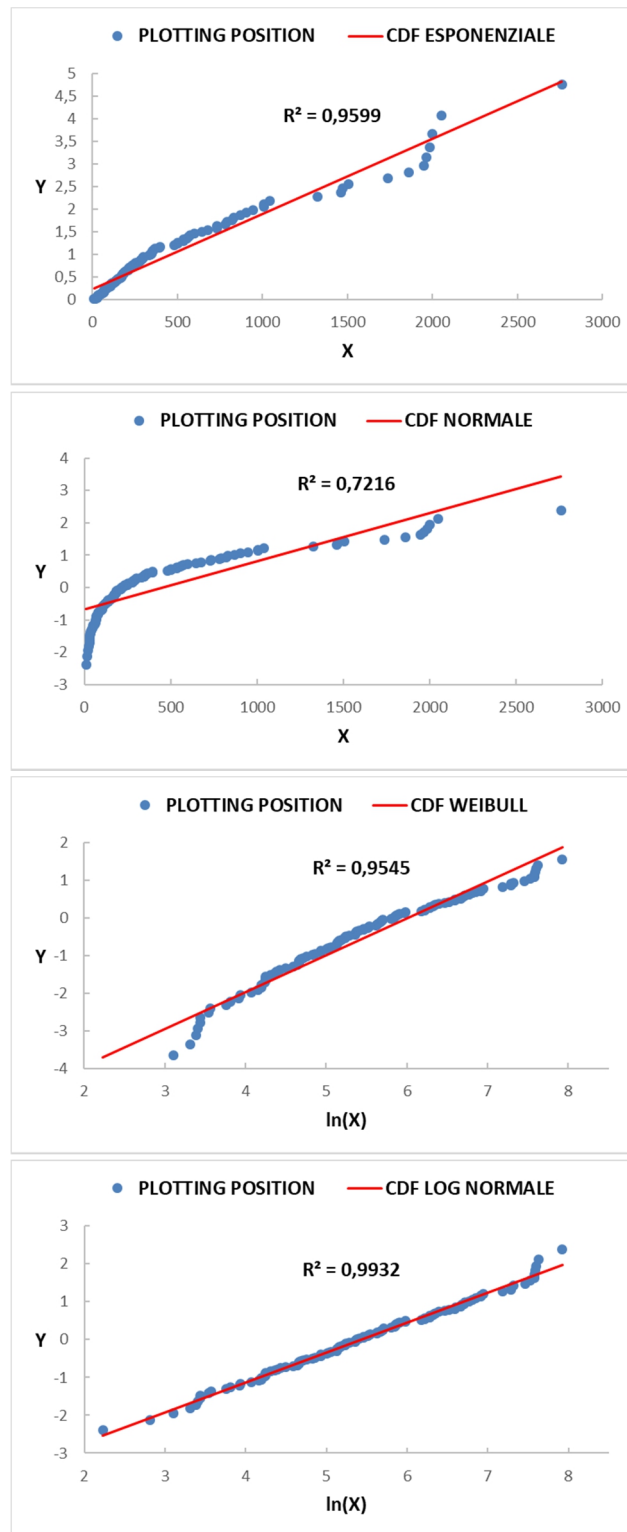 PLOTTING POSITION CDF ESPONENZIALE
5
4,5
4
3,5
3
2,5
2
1,5
1
0,5
0
R² = 0,9599
Y
0 500 1000 1500 2000 2500 3000
X
PLOTTING POSITION CDF NORMALE
4
3
2
1
0
-1
-2
-3
R² = 0,7216
Y
0 500 1000 1500 2000 2500 3000
X
PLOTTING POSITION CDF WEIBULL
2
1
0
-1
-2
-3
-4
R² = 0,9545
Y
2 3 4 5 6 7 8
ln(X)
PLOTTING POSITION CDF LOG NORMALE
3
2
1
0
-1
-2
-3
R² = 0,9932
Y
2 3 4 5 6 7 8
ln(X)